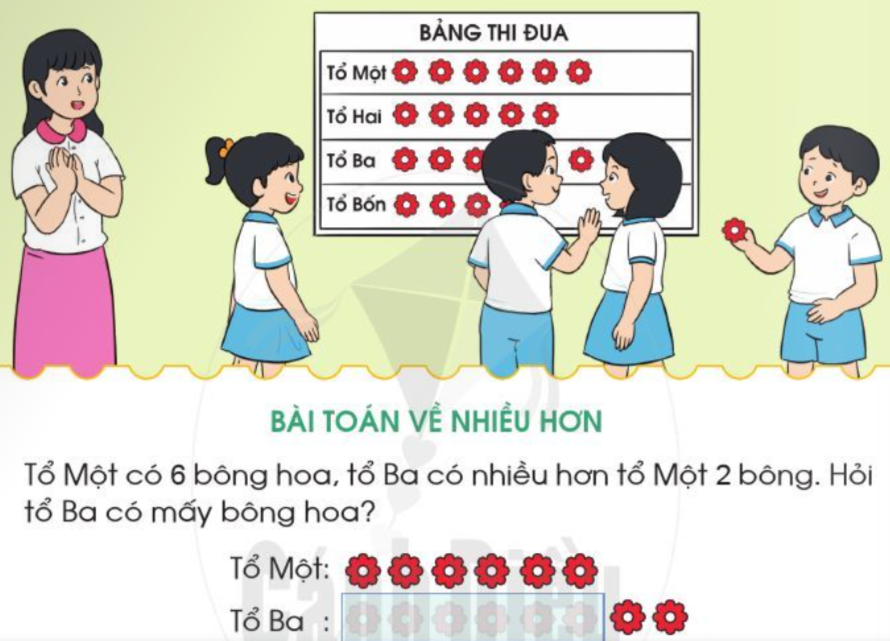 BẢNG THI ĐUA
Tổ Một
Tổ Hai
Tổ Ba
Tổ Bốn
BÀI TOÁN VỀ NHIỀU HƠN
Tổ Một có 6 bông hoa, tổ Ba có nhiều hơn tổ Một 2 bông. Hỏi
tổ Ba có mấy bông hoa?
Tổ Một:
Tổ Ba :
Cánh Diều